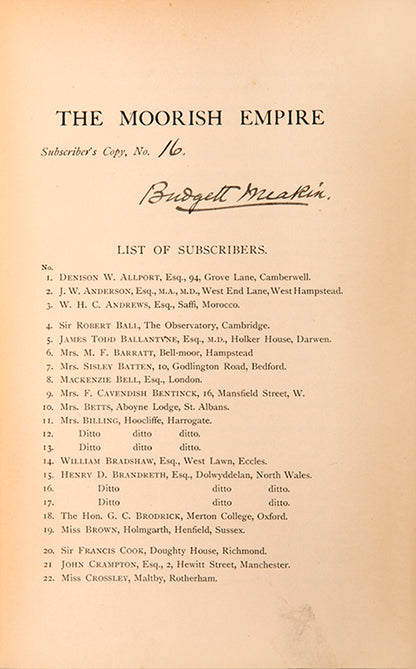 THE MOORISH EMPIRE
Subscriber's Copy, No. 16.
Budgett Meakin.
LIST OF SUBSCRIBERS.
No.
1. DENISON W. ALLPORT, Esq., 94, Grove Lane, Camberwell.
2. J. W. ANDERSON, Esq., M.A., M.D., West End Lane, West Hampstead.
3. W. H. C. ANDREWS, Esq., Saffi, Morocco.
4. Sir ROBERT BALL, The Observatory, Cambridge.
5. JAMES TODD BALLANTYNE, Esq., M.D., Holker House, Darwen.
6. Mrs. M. F. BARRATT, Bell-moor, Hampstead
7. Mrs. SISLEY BATTEN, 10, Godlington Road, Bedford.
8. MACKENZIE BELL, Esq., London.
9. Mrs. F. CAVENDISH BENTINCK, 16, Mansfield Street, W.
10. Mrs. BETTS, Aboyne Lodge, St. Albans.
11. Mrs. BILLING, Hoocliffe, Harrogate.
12. Ditto ditto ditto.
13. Ditto ditto ditto.
14. WILLIAM BRADSHAW, Esq., West Lawn, Eccles.
15. HENRY D. BRANDRETH, Esq., Dolwyddelan, North Wales.
16. Ditto ditto ditto.
17. Ditto ditto ditto.
18. The Hon. G. C. BRODRICK, Merton College, Oxford.
19. Miss BROWN, Holmgarth, Henfield, Sussex.
20. Sir FRANCIS COOK, Doughty House, Richmond.
21 JOHN CRAMPTON, Esq., 2, Hewitt Street, Manchester.
22. Miss CROSSLEY, Maltby, Rotherham.